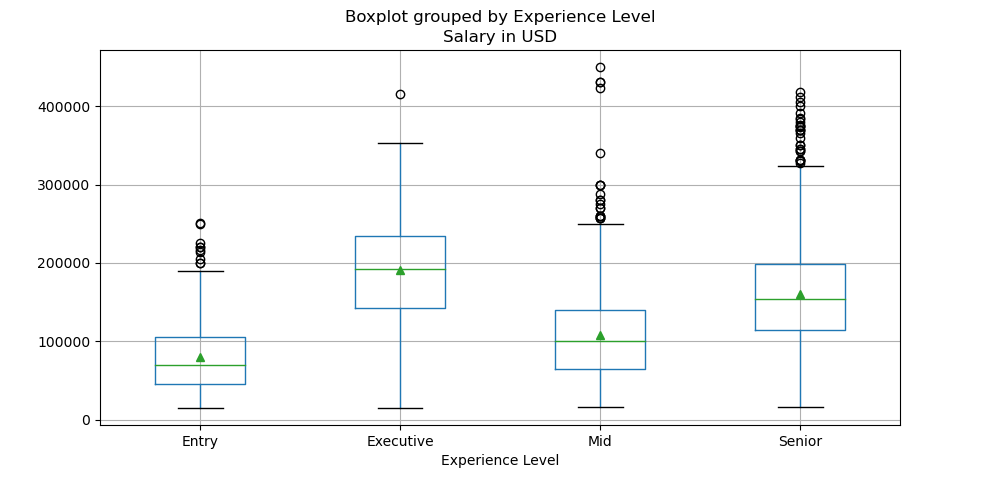 Boxplot grouped by Experience Level
Salary in USD
400000
300000
200000
100000
0
Entry Executive Mid Senior
Experience Level